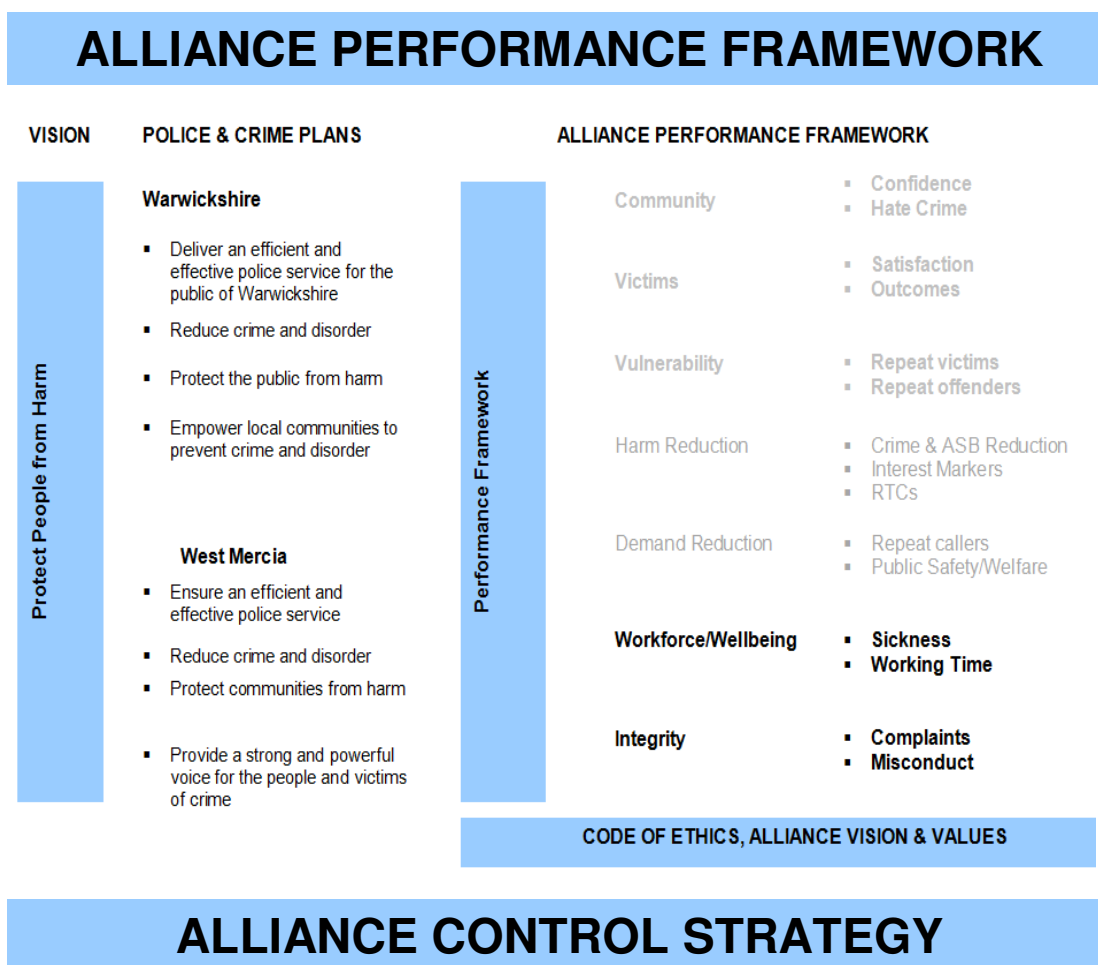 ALLIANCE PERFORMANCE FRAMEWORK
VISION
POLICE & CRIME PLANS
ALLIANCE PERFORMANCE FRAMEWORK
Protect People from Harm
Warwickshire
▪ Deliver an efficient and
effective police service for the
public of Warwickshire
▪ Reduce crime and disorder
▪ Protect the public from harm
▪ Empower local communities to
prevent crime and disorder
West Mercia
▪ Ensure an efficient and
effective police service
▪ Reduce crime and disorder
▪ Protect communities from harm
▪ Provide a strong and powerful
voice for the people and victims
of crime
Performance Framework
Community
▪ Confidence
▪ Hate Crime
Victims
▪ Satisfaction
▪ Outcomes
Vulnerability
▪ Repeat victims
▪ Repeat offenders
Harm Reduction
▪ Crime & ASB Reduction
▪ Interest Markers
▪ RTCs
Demand Reduction
▪ Repeat callers
▪ Public Safety/Welfare
Workforce/Wellbeing
▪ Sickness
▪ Working Time
Integrity
▪ Complaints
▪ Misconduct
CODE OF ETHICS, ALLIANCE VISION & VALUES
ALLIANCE CONTROL STRATEGY